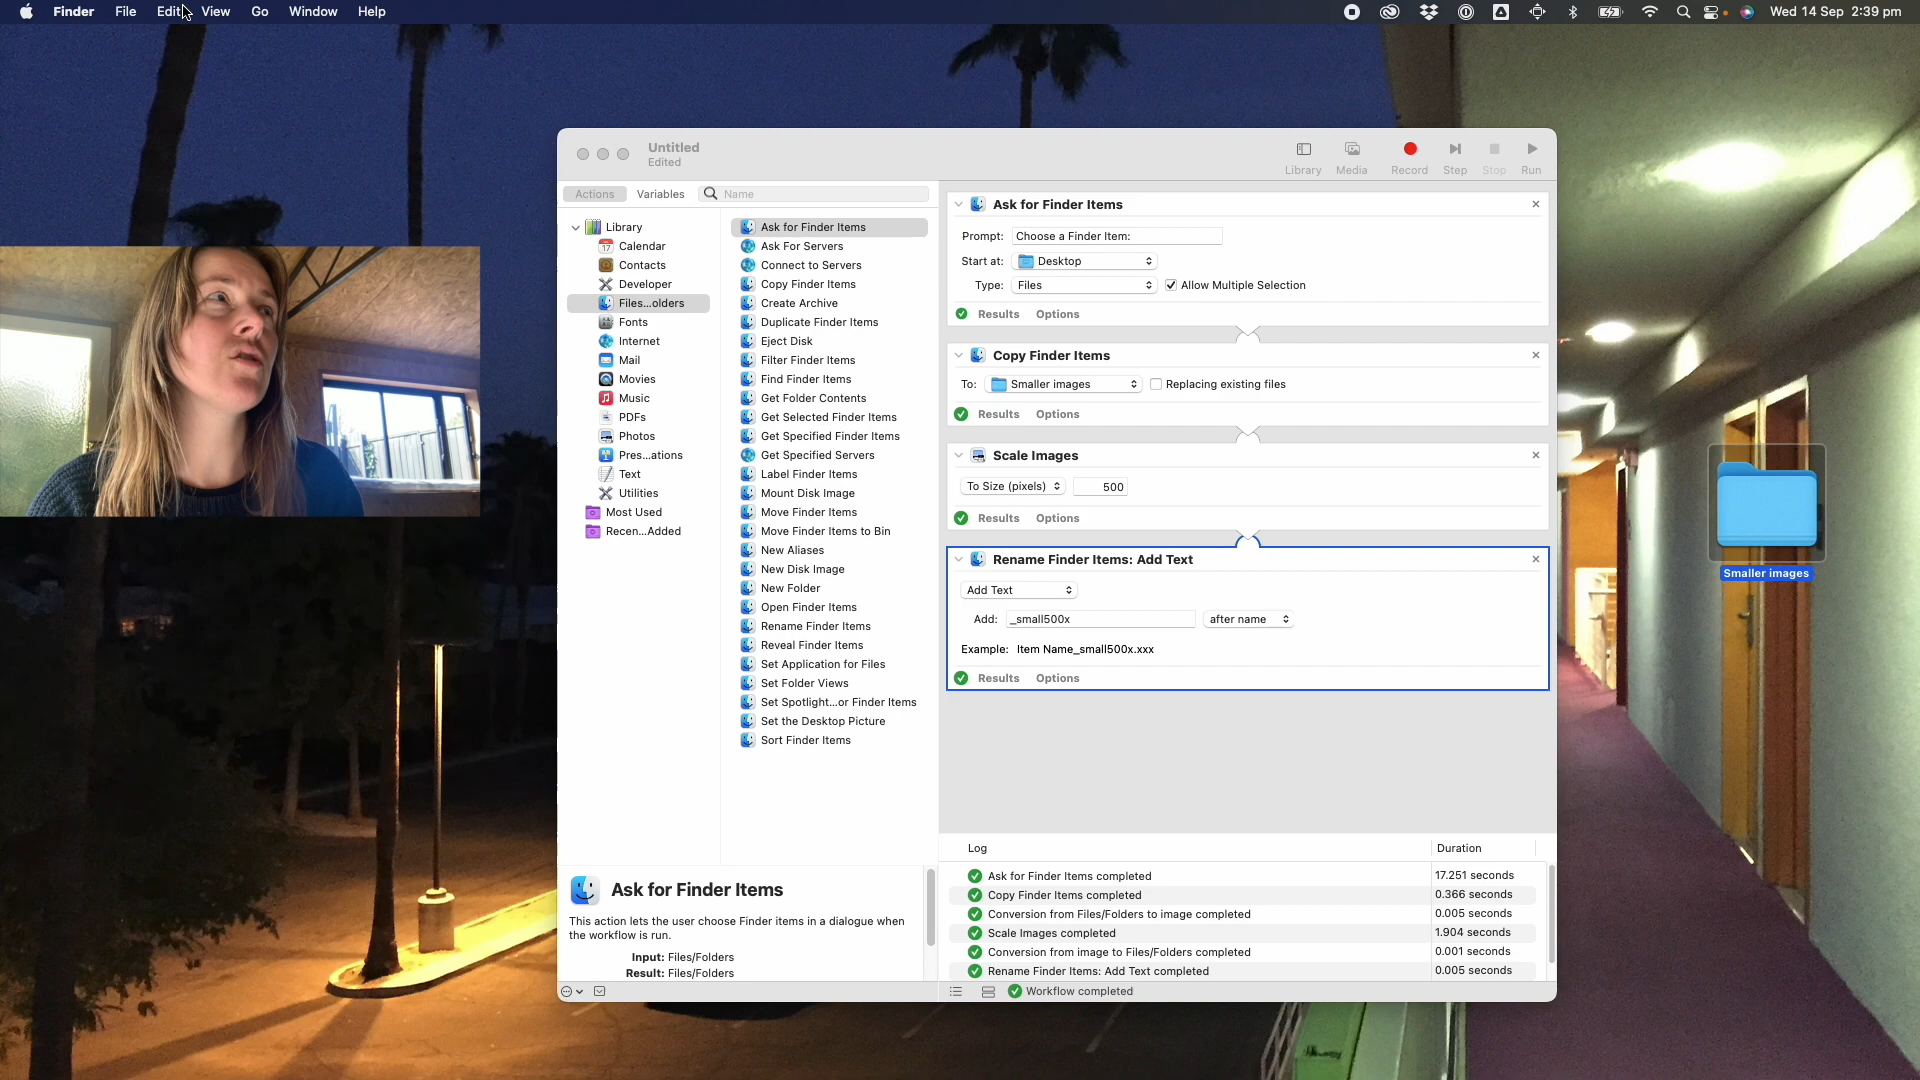 Finder File Edit View Go Window Help
Wed 14 Sep 2:39 pm
Untitled
Edited
Library Media Record Step Stop Run
Actions Variables Name
Library
Calendar
Contacts
Developer
Files...olders
Fonts
Internet
Mail
Movies
Music
PDFs
Photos
Pres...ations
Text
Utilities
Most Used
Recen...Added
Ask for Finder Items
Ask For Servers
Connect to Servers
Copy Finder Items
Create Archive
Duplicate Finder Items
Eject Disk
Filter Finder Items
Find Finder Items
Get Folder Contents
Get Selected Finder Items
Get Specified Finder Items
Get Specified Servers
Label Finder Items
Mount Disk Image
Move Finder Items
Move Finder Items to Bin
New Aliases
New Disk Image
New Folder
Open Finder Items
Rename Finder Items
Reveal Finder Items
Set Application for Files
Set Folder Views
Set Spotlight...or Finder Items
Set the Desktop Picture
Sort Finder Items
Ask for Finder Items
This action lets the user choose Finder items in a dialogue when
the workflow is run.
Input: Files/Folders
Result: Files/Folders
Ask for Finder Items
Prompt: Choose a Finder Item:
Start at: Desktop
Type: Files Allow Multiple Selection
Results Options
Copy Finder Items
To: Smaller images Replacing existing files
Results Options
Scale Images
To Size (pixels) 500
Results Options
Rename Finder Items: Add Text
Add Text
Add: _small500x after name
Example: Item Name_small500x.xxx
Results Options
Log Duration
Ask for Finder Items completed 17.251 seconds
Copy Finder Items completed 0.366 seconds
Conversion from Files/Folders to image completed 0.005 seconds
Scale Images completed 1.904 seconds
Conversion from image to Files/Folders completed 0.001 seconds
Rename Finder Items: Add Text completed 0.005 seconds
Workflow completed
Smaller images